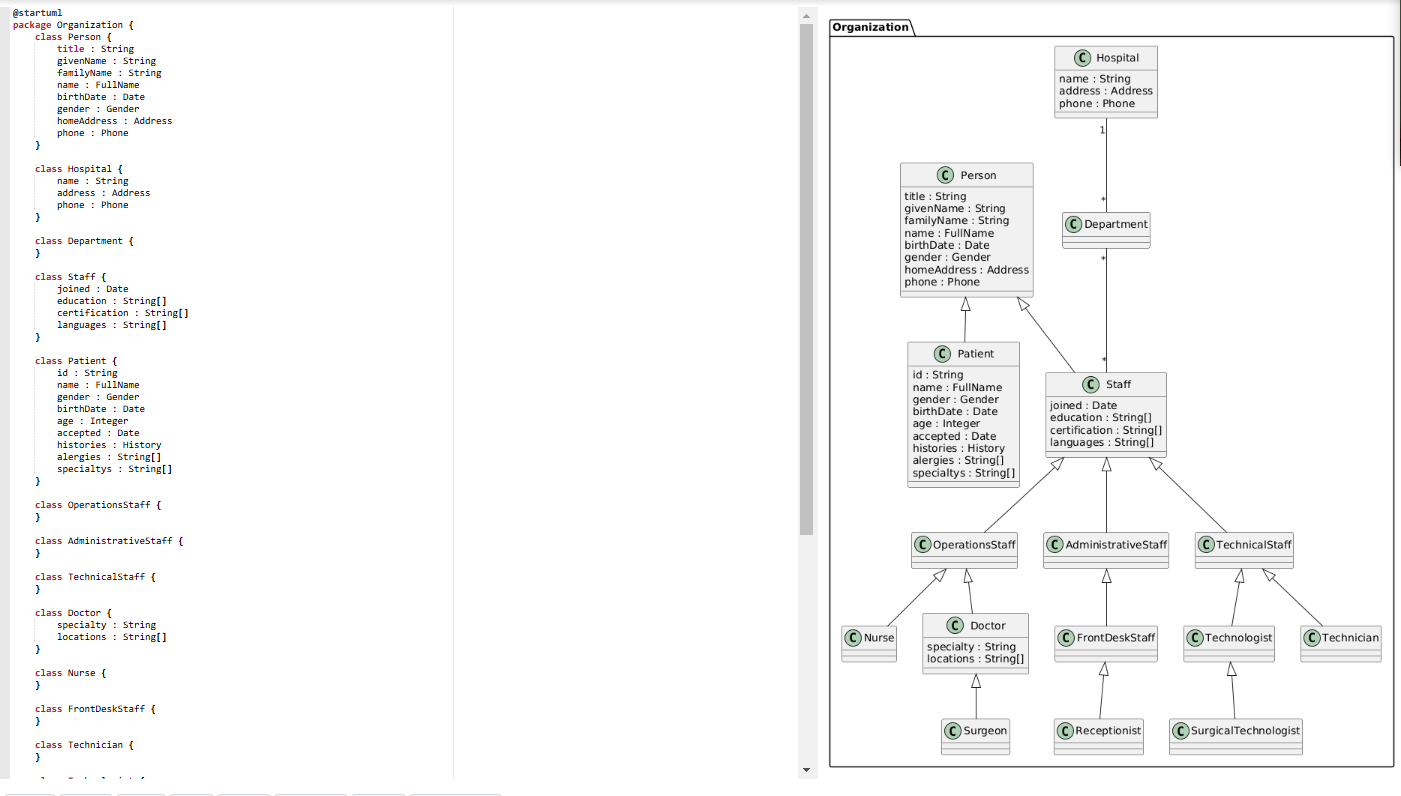 @startuml
package Organization {
class Person {
title : String
givenName : String
familyName : String
name : FullName
birthDate : Date
gender : Gender
homeAddress : Address
phone : Phone
}
class Hospital {
name : String
address : Address
phone : Phone
}
class Department {
}
class Staff {
joined : Date
education : String[]
certification : String[]
languages : String[]
}
class Patient {
id : String
name : FullName
gender : Gender
birthDate : Date
age : Integer
accepted : Date
histories : History
alergies : String[]
specialtys : String[]
}
class OperationsStaff {
}
class AdministrativeStaff {
}
class TechnicalStaff {
}
class Doctor {
specialty : String
locations : String[]
}
class Nurse {
}
class FrontDeskStaff {
}
class Technician {
}
Organization
C Hospital
name : String
address : Address
phone : Phone
1
*
C Person
title : String
givenName : String
familyName : String
name : FullName
birthDate : Date
gender : Gender
homeAddress : Address
phone : Phone
C Department
*
*
C Patient
id : String
name : FullName
gender : Gender
birthDate : Date
age : Integer
accepted : Date
histories : History
alergies : String[]
specialtys : String[]
C Staff
joined : Date
education : String[]
certification : String[]
languages : String[]
C OperationsStaff
C AdministrativeStaff
C TechnicalStaff
C Nurse
C Doctor
specialty : String
locations : String[]
C FrontDeskStaff
C Technologist
C Technician
C Surgeon
C Receptionist
C SurgicalTechnologist